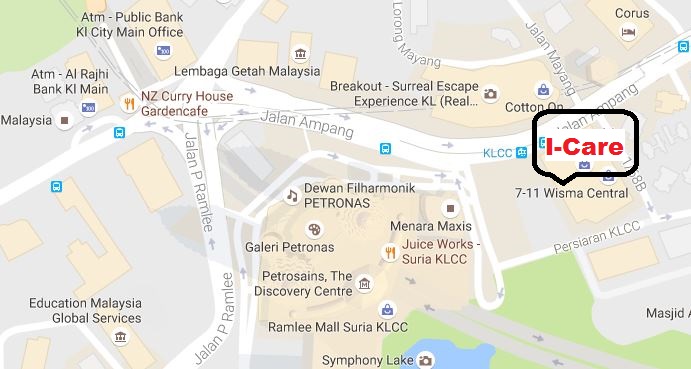 Corus
Atm - Public Bank
Kl City Main Office
Lorong
Mayang
Jalan Mayang
Atm - Al Rajhi
Bank Kl Main
Lembaga Getah Malaysia
Breakout - Surreal Escape
Experience KL (Real...
Cotton On
NZ Curry House
Gardencafe
Malaysia
Jalan Ampang
Jalan Ampang
KLCC
I-Care
7-11 Wisma Central
Jalan P Ramlee
Dewan Filharmonik
PETRONAS
Menara Maxis
Galeri Petronas
Juice Works -
Suria KLCC
Persiaran KLCC
Petrosains, The
Discovery Centre
Jalan P Ramlee
Education Malaysia
Global Services
Ramlee Mall Suria KLCC
Masjid A
Symphony Lake